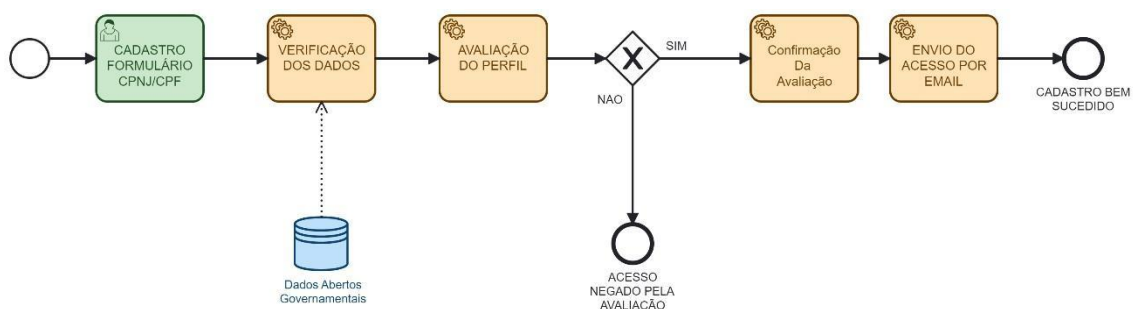 CADASTRO
FORMULÁRIO
CPNJ/CPF
VERIFICAÇÃO
DOS DADOS
AVALIAÇÃO
DO PERFIL
SIM
NAO
Confirmação
Da
Avaliação
ENVIO DO
ACESSO POR
EMAIL
CADASTRO BEM
SUCEDIDO
Dados Abertos
Governamentais
ACESSO
NEGADO PELA
AVALIAÇÃO